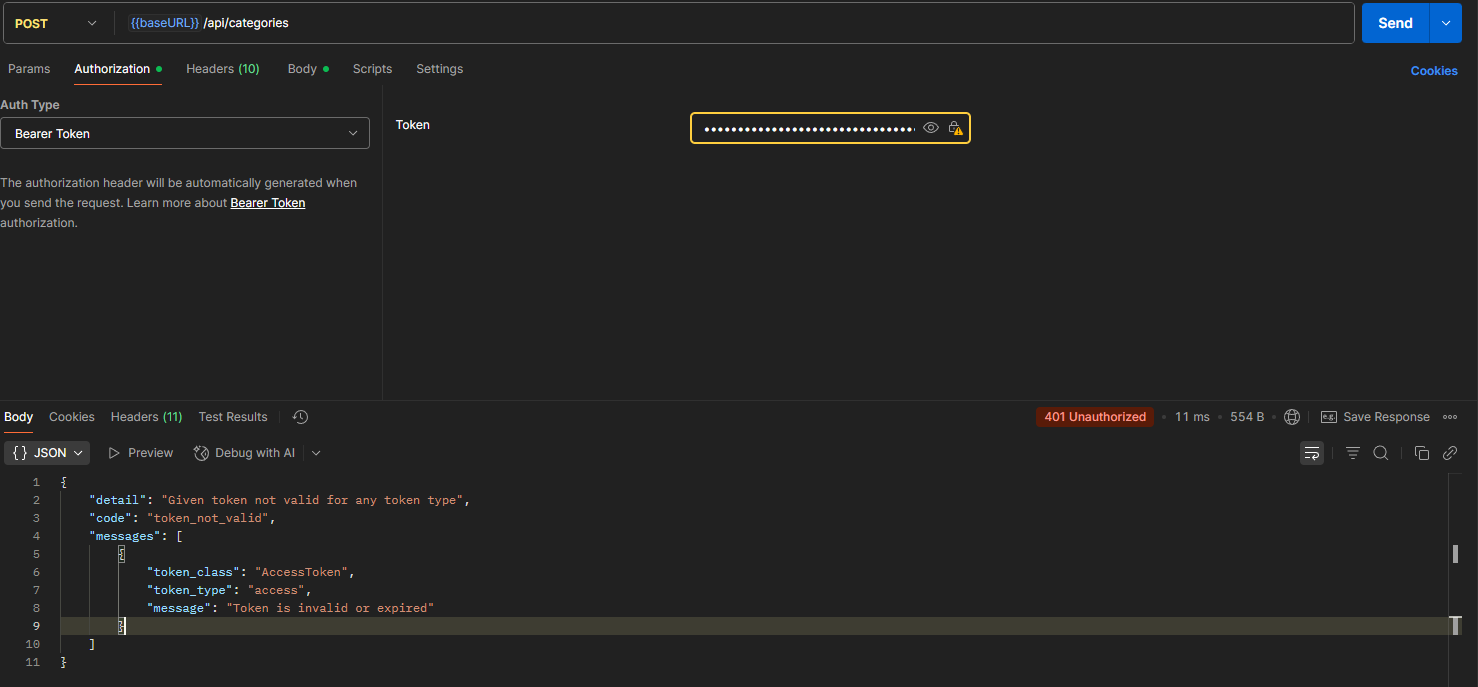 POST {{baseURL}} /api/categories Send
Params Authorization Headers (10) Body Scripts Settings Cookies
Auth Type
Bearer Token
Token
The authorization header will be automatically generated when
you send the request. Learn more about Bearer Token
authorization.
Body Cookies Headers (11) Test Results 401 Unauthorized 11 ms 554 B e.g. Save Response
{} JSON Preview Debug with AI
1 {
2 "detail": "Given token not valid for any token type",
3 "code": "token_not_valid",
4 "messages": [
5 {
6 "token_class": "AccessToken",
7 "token_type": "access",
8 "message": "Token is invalid or expired"
9 }
10 ]
11 }